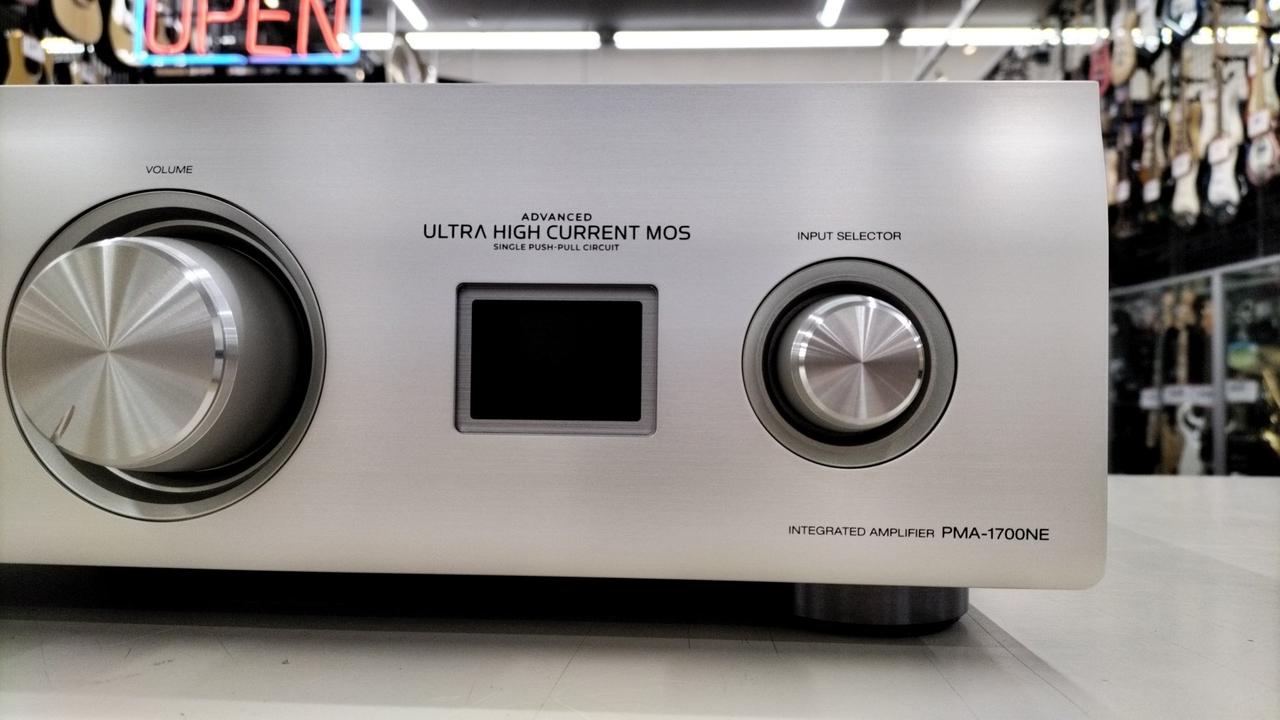 OPEN
VOLUME
ADVANCED
ULTRA HIGH CURRENT MOS
SINGLE PUSH-PULL CIRCUIT
INPUT SELECTOR
INTEGRATED AMPLIFIER PMA-1700NE